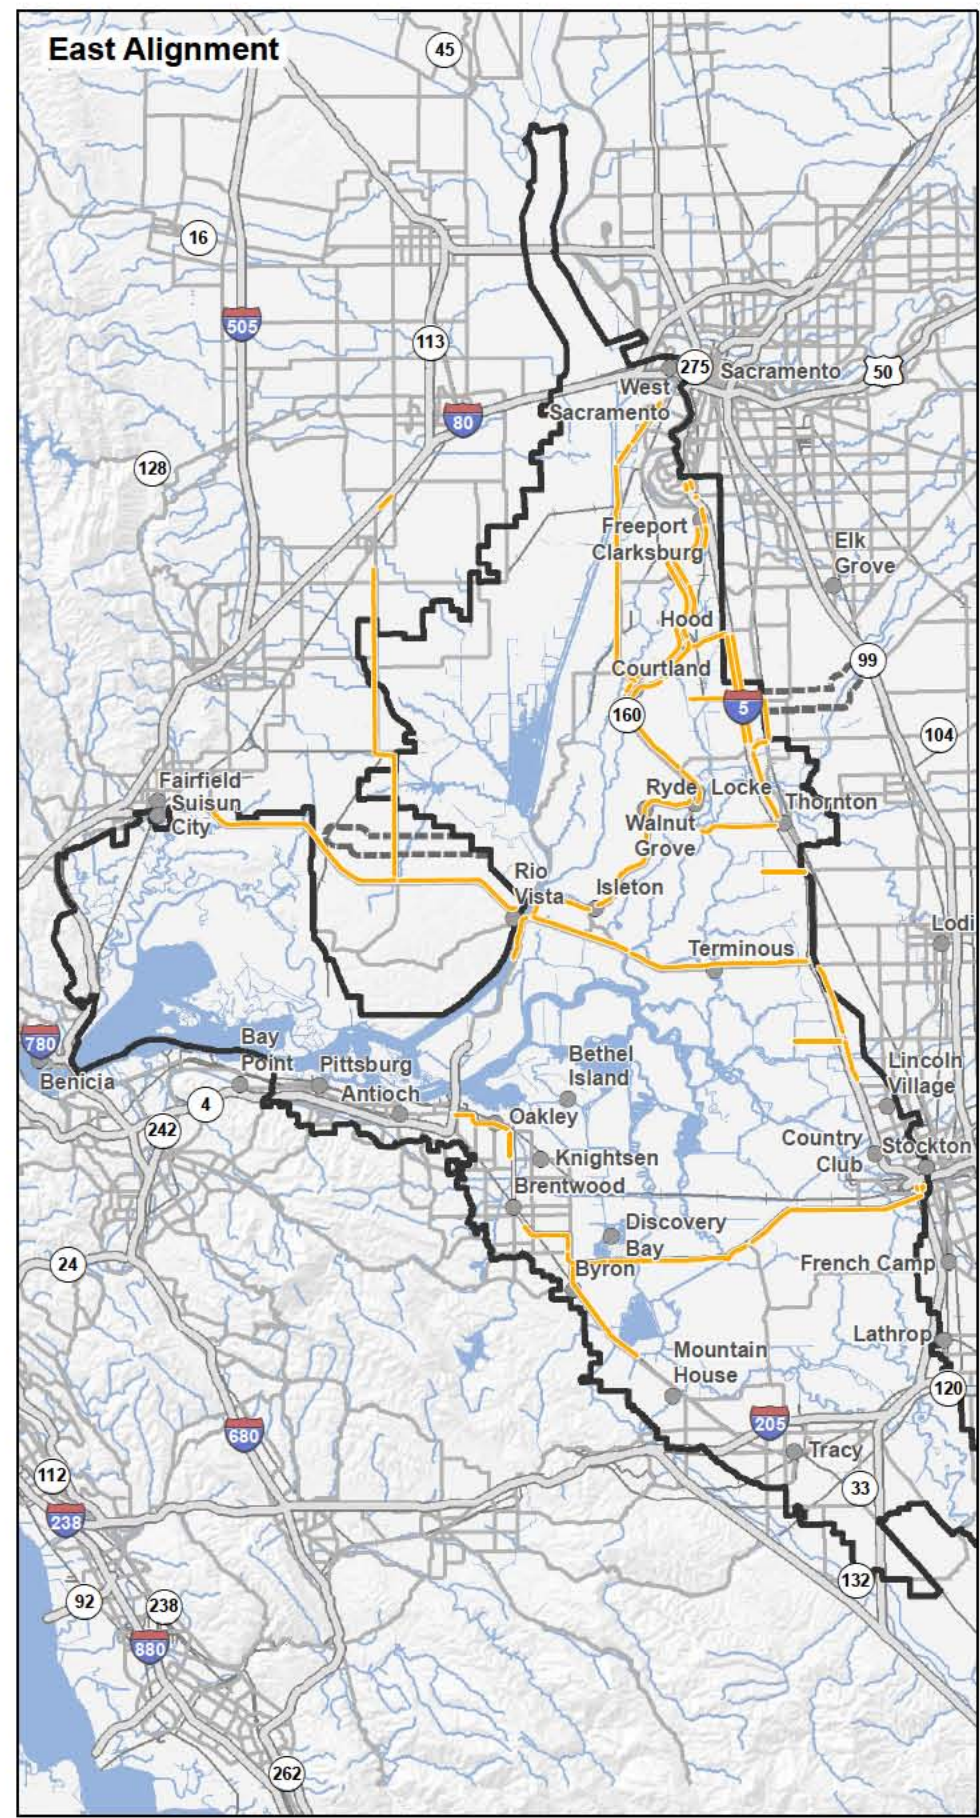 East Alignment
45
16
505
113
275
Sacramento
50
West
Sacramento
80
128
Freeport
Clarksburg
Elk
Grove
Hood
Courtland
99
160
5
104
Fairfield
Suisun
City
Ryde
Locke
Thornton
Walnut
Grove
Rio
Vista
Isleton
Lodi
Terminous
780
Benicia
Bay
Point
Pittsburg
Antioch
Bethel
Island
Lincoln
Village
4
242
Oakley
Country
Club
Stockton
Knightsen
Brentwood
Discovery
Bay
24
French Camp
Byron
Lathrop
Mountain
House
120
205
680
Tracy
112
33
238
132
92
238
880
262